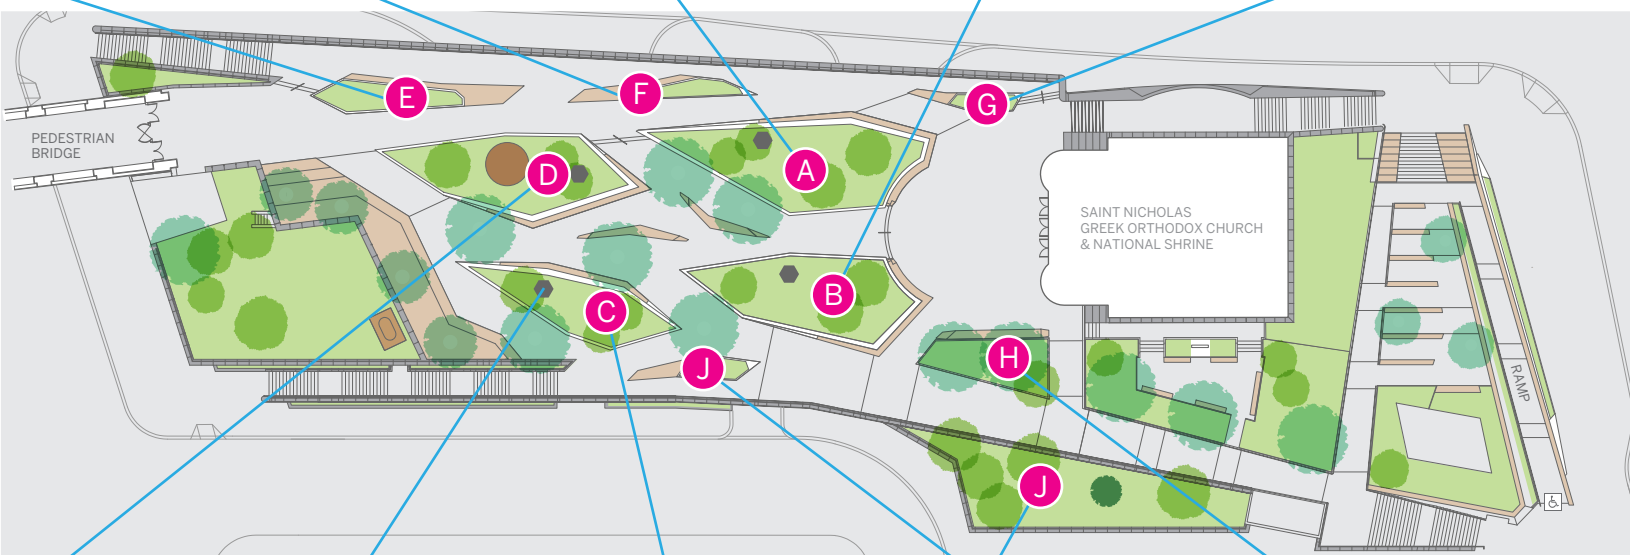 E
F
G
PEDESTRIAN
BRIDGE
D
A
SAINT NICHOLAS
GREEK ORTHODOX CHURCH
& NATIONAL SHRINE
C
B
J
H
RAMP
J